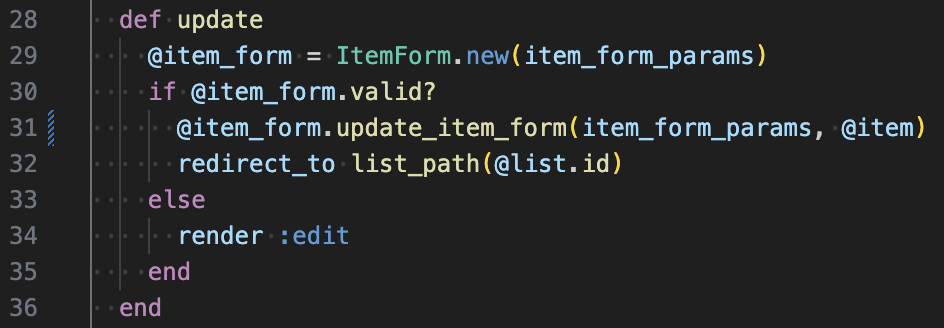 28 def update
29 @item_form = ItemForm.new(item_form_params)
30 if @item_form.valid?
31 @item_form.update_item_form(item_form_params, @item)
32 redirect_to list_path(@list.id)
33 else
34 render :edit
35 end
36 end